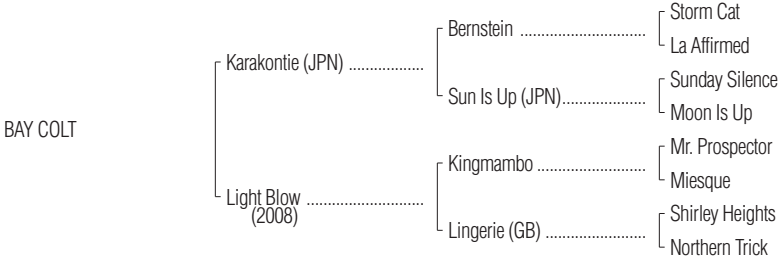 Storm Cat
Bernstein ..............................
La Affirmed
Karakontie (JPN) ..................
Sunday Silence
Sun Is Up (JPN)....................
Moon Is Up
BAY COLT
Mr. Prospector
Kingmambo ..........................
Miesque
Light Blow ............................
(2008)
Shirley Heights
Lingerie (GB) ........................
Northern Trick